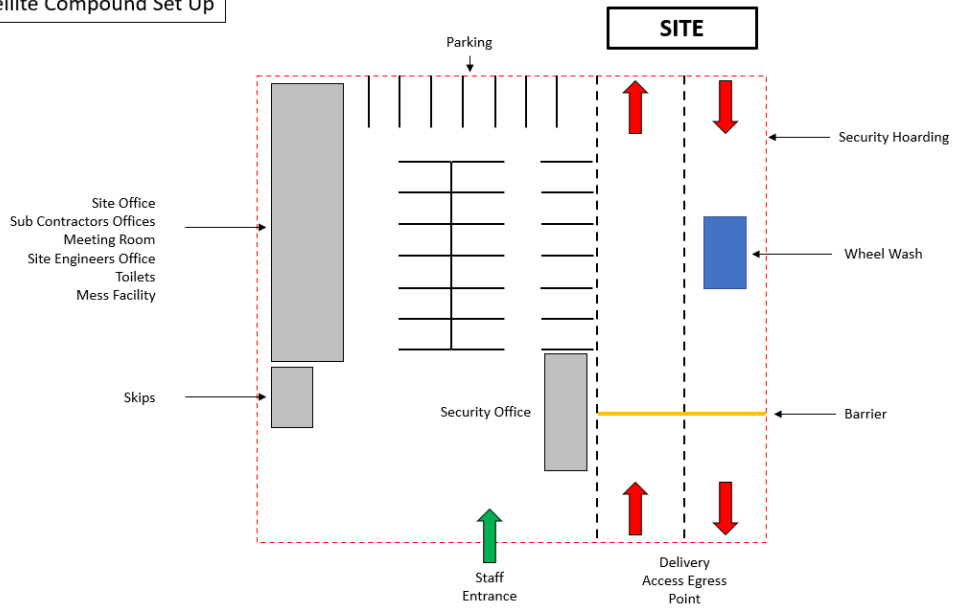 Compound Set Up
SITE
Parking
Security Hoarding
Site Office
Sub Contractors Offices
Meeting Room
Site Engineers Office
Toilets
Mess Facility
Wheel Wash
Skips
Security Office
Barrier
Staff
Entrance
Delivery
Access Egress
Point